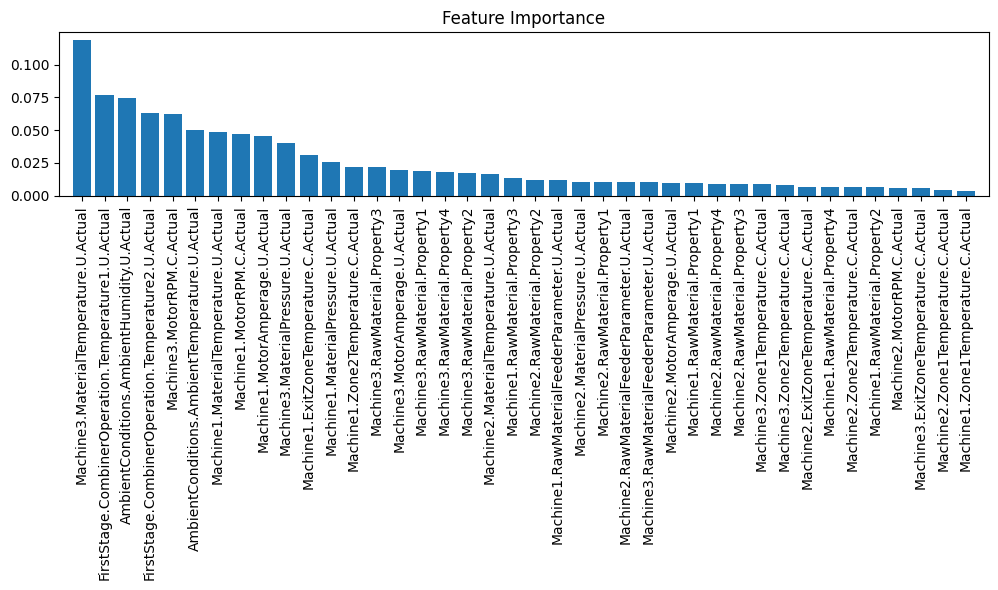 Feature Importance
0.100
0.075
0.050
0.025
0.000
Machine3.MaterialTemperature.U.Actual
FirstStage.CombinerOperation.Temperature1.U.Actual
AmbientConditions.AmbientHumidity.U.Actual
FirstStage.CombinerOperation.Temperature2.U.Actual
Machine3.MotorRPM.C.Actual
AmbientConditions.AmbientTemperature.U.Actual
Machine1.MaterialTemperature.U.Actual
Machine1.MotorRPM.C.Actual
Machine1.MotorAmperage.U.Actual
Machine3.MaterialPressure.U.Actual
Machine1.ExitZoneTemperature.C.Actual
Machine1.MaterialPressure.U.Actual
Machine1.Zone2Temperature.C.Actual
Machine3.RawMaterial.Property3
Machine3.MotorAmperage.U.Actual
Machine3.RawMaterial.Property1
Machine3.RawMaterial.Property4
Machine3.RawMaterial.Property2
Machine2.MaterialTemperature.U.Actual
Machine1.RawMaterial.Property3
Machine2.RawMaterial.Property2
Machine1.RawMaterialFeederParameter.U.Actual
Machine2.MaterialPressure.U.Actual
Machine2.RawMaterial.Property1
Machine2.RawMaterialFeederParameter.U.Actual
Machine3.RawMaterialFeederParameter.U.Actual
Machine2.MotorAmperage.U.Actual
Machine1.RawMaterial.Property1
Machine2.RawMaterial.Property4
Machine2.RawMaterial.Property3
Machine3.Zone1Temperature.C.Actual
Machine3.Zone2Temperature.C.Actual
Machine2.ExitZoneTemperature.C.Actual
Machine1.RawMaterial.Property4
Machine2.Zone2Temperature.C.Actual
Machine1.RawMaterial.Property2
Machine2.MotorRPM.C.Actual
Machine3.ExitZoneTemperature.C.Actual
Machine2.Zone1Temperature.C.Actual
Machine1.Zone1Temperature.C.Actual